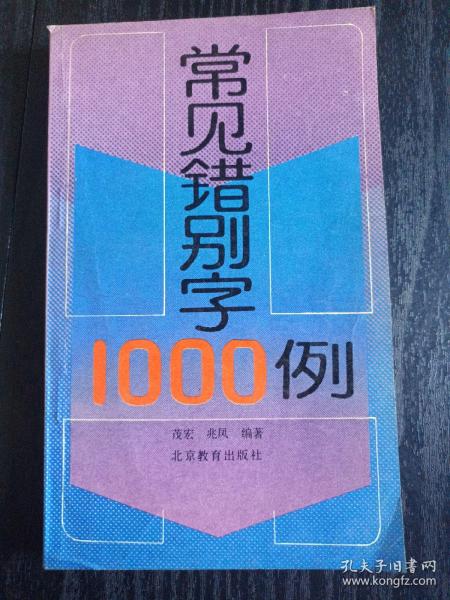 常见错别字
1000例
茂宏 兆凤 编著
北京教育出版社
孔夫子旧书网
www.kongfz.com